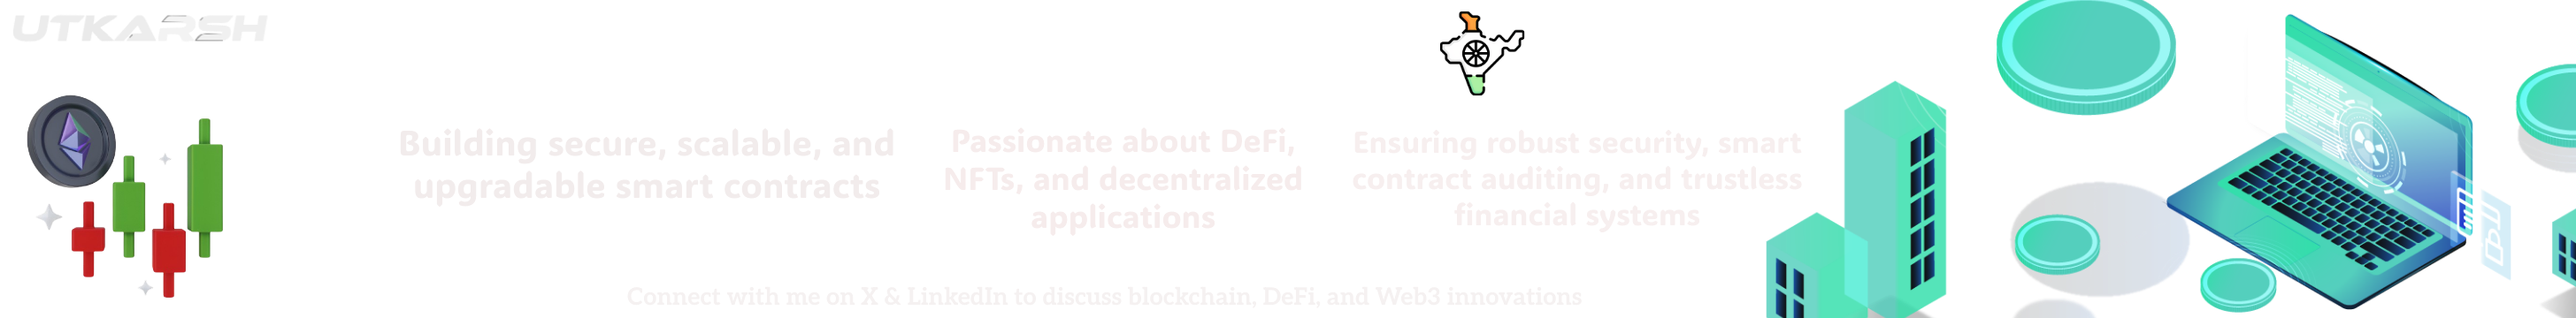 UTKARSH
Building secure, scalable, and
upgradable smart contracts
Passionate about DeFi,
NFTs, and decentralized
applications
Ensuring robust security, smart
contract auditing, and trustless
financial systems
Connect with me on X & LinkedIn to discuss blockchain, DeFi, and Web3 innovations